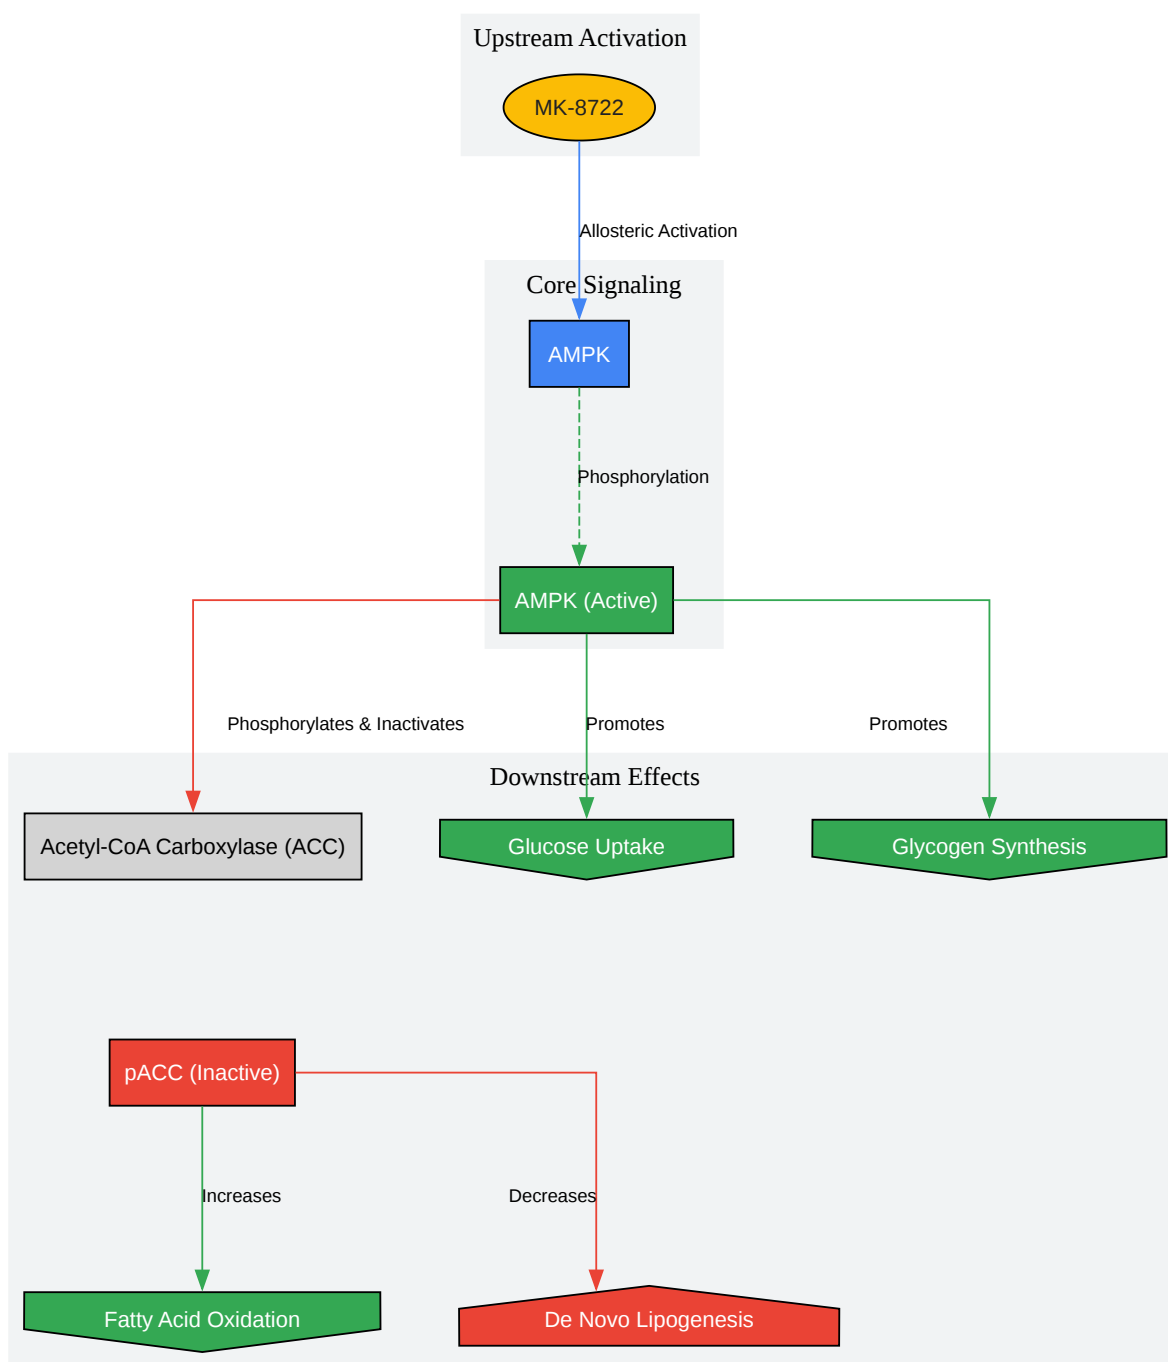 Upstream Activation
MK-8722
Allosteric Activation
Core Signaling
AMPK
Phosphorylation
AMPK (Active)
Phosphorylates & Inactivates
Promotes
Promotes
Downstream Effects
Acetyl-CoA Carboxylase (ACC)
Glucose Uptake
Glycogen Synthesis
pACC (Inactive)
Increases
Decreases
Fatty Acid Oxidation
De Novo Lipogenesis